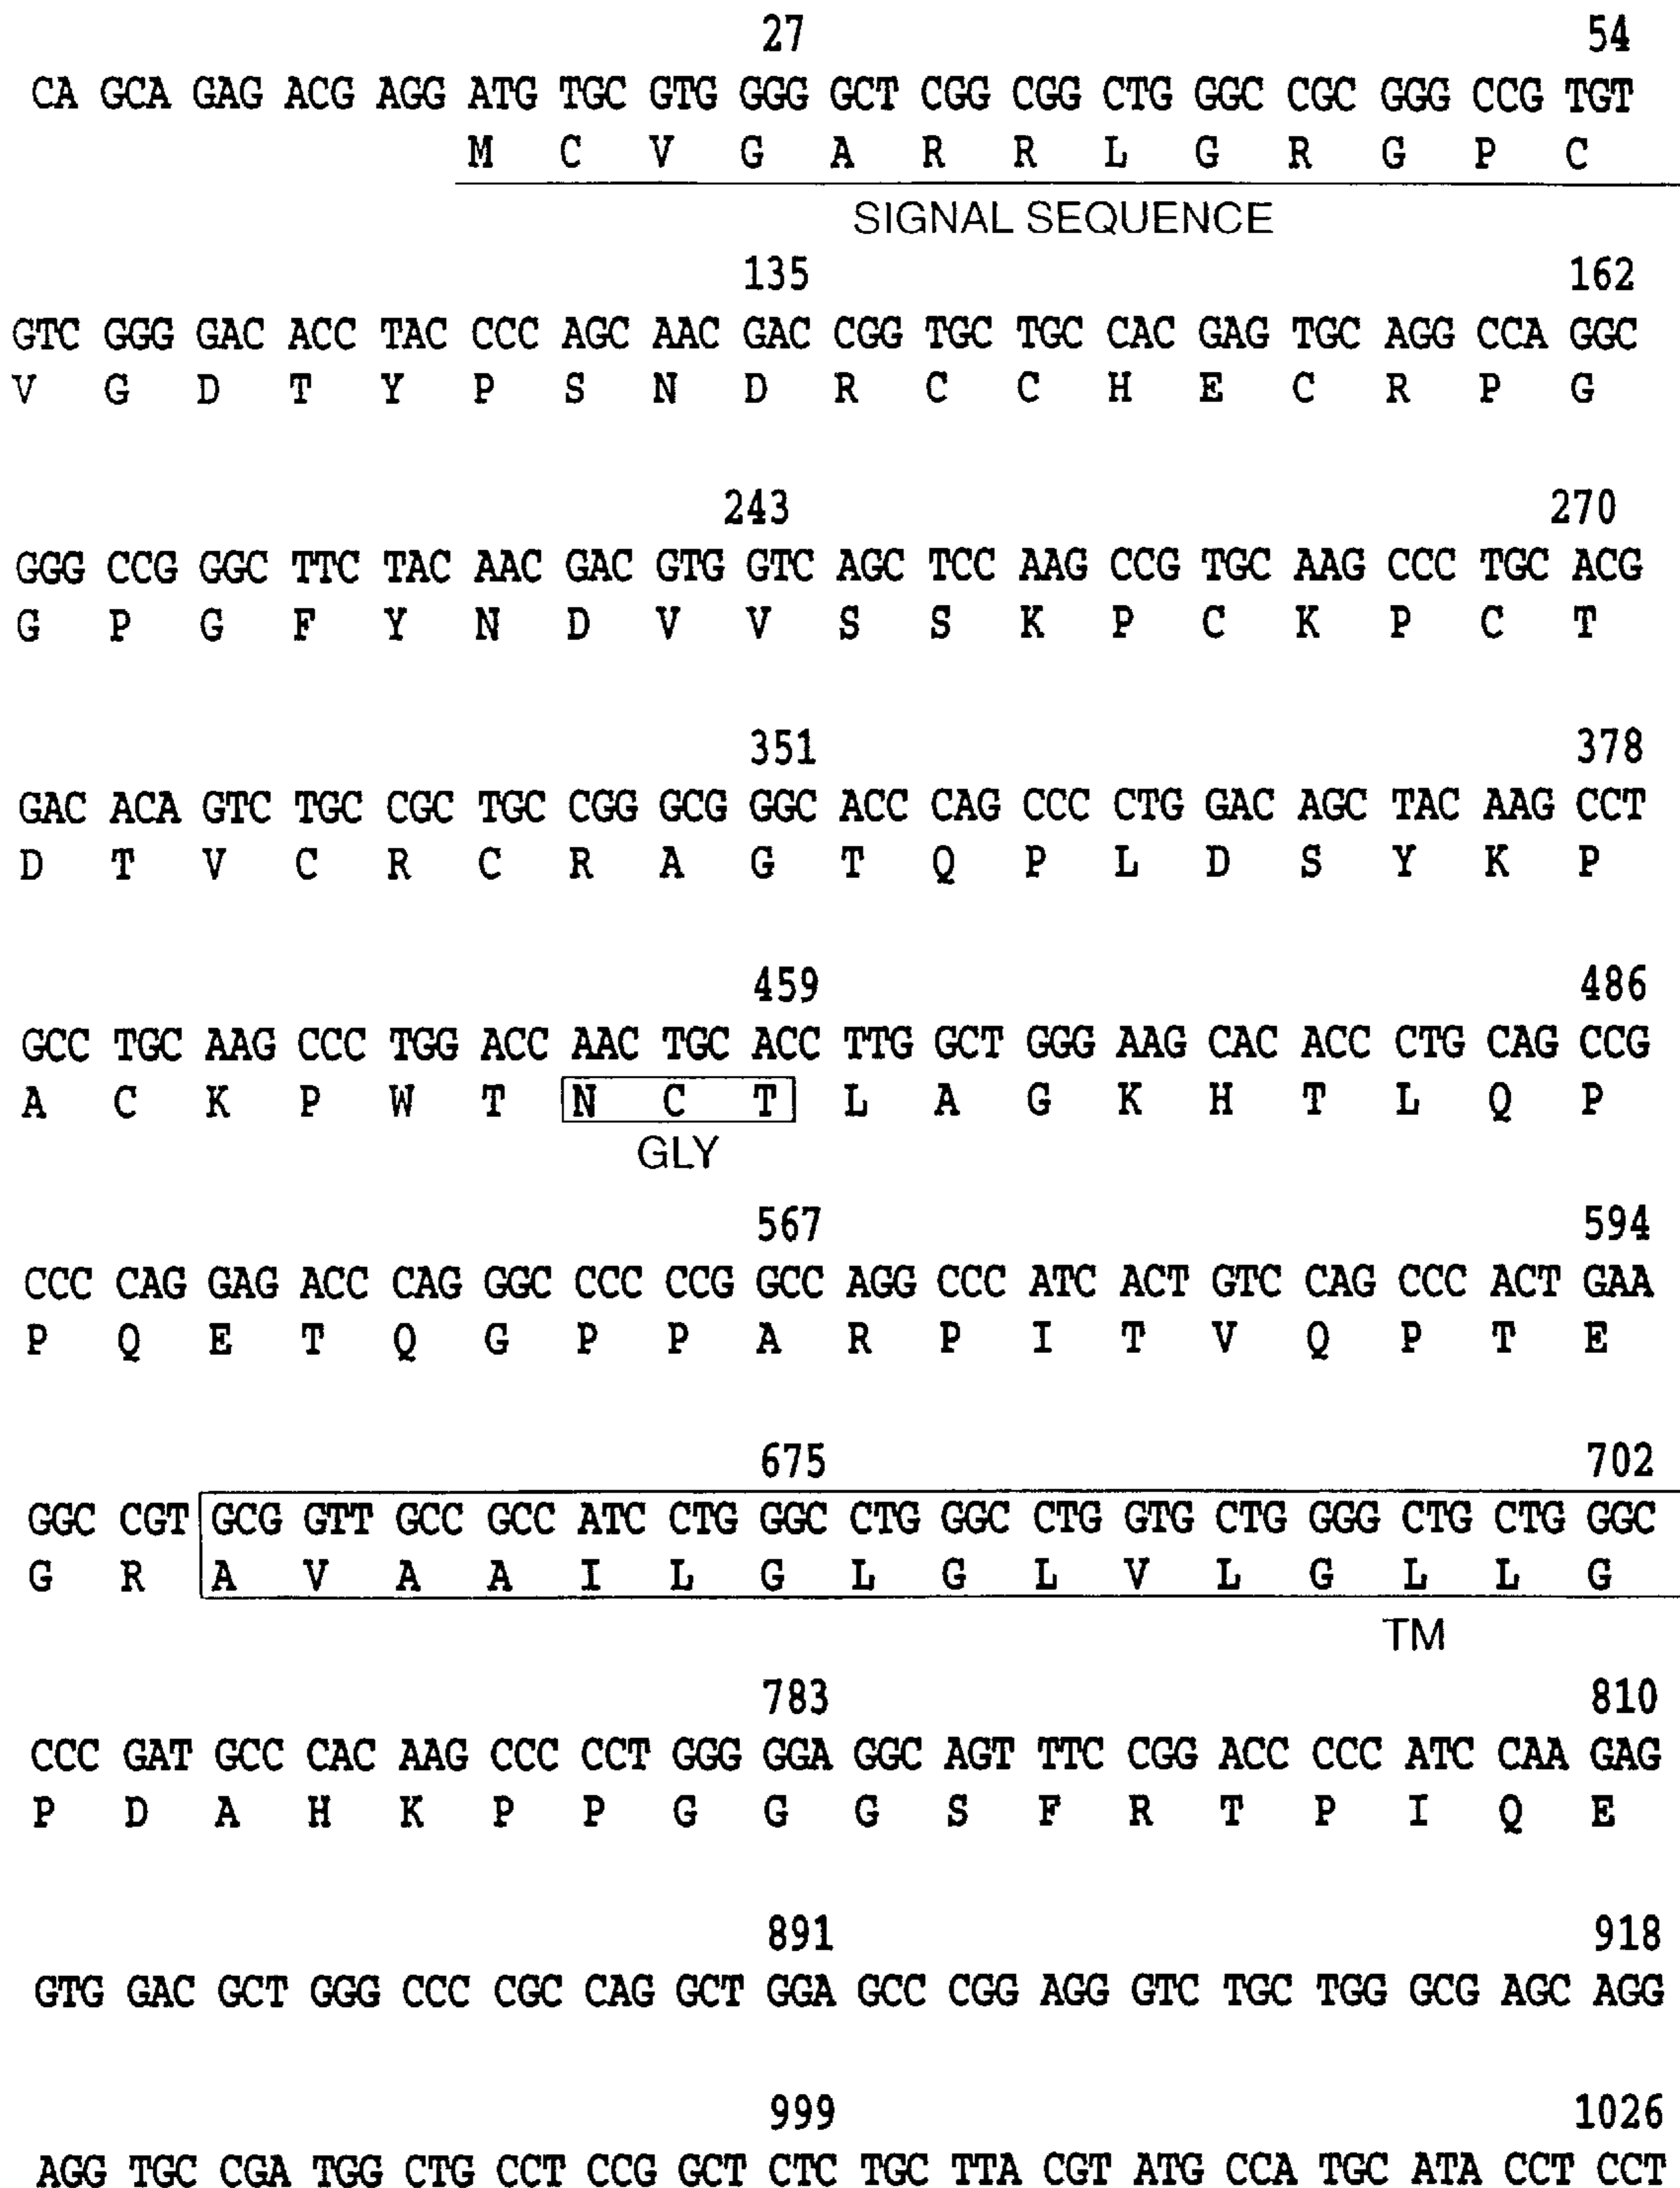 27 54
CA GCA GAG ACG AGG ATG TGC GTG GGG GCT CGG CGG CTG GGC CGC GGG CCG TGT
M C V G A R R L G R G P C
SIGNAL SEQUENCE
135 162
GTC GGG GAC ACC TAC CCC AGC AAC GAC CGG TGC TGC CAC GAG TGC AGG CCA GGC
V G D T Y P S N D R C C H E C R P G
243 270
GGG CCG GGC TTC TAC AAC GAC GTG GTC AGC TCC AAG CCG TGC AAG CCC TGC ACG
G P G F Y N D V V S S K P C K P C T
351 378
GAC ACA GTC TGC CGC TGC CGG GCG GGC ACC CAG CCC CTG GAC AGC TAC AAG CCT
D T V C R C R A G T Q P L D S Y K P
459 486
GCC TGC AAG CCC TGG ACC AAC TGC ACC TTG GCT GGG AAG CAC ACC CTG CAG CCG
A C K P W T N C T L A G K H T L Q P
GLY
567 594
CCC CAG GAG ACC CAG GGC CCC CCG GCC AGG CCC ATC ACT GTC CAG CCC ACT GAA
P Q E T Q G P P A R P I T V Q P T E
675 702
GGC CGT GCG GTT GCC GCC ATC CTG GGC CTG GGC CTG GTG CTG GGG CTG CTG GGC
G R A V A A I L G L G L V L G L L G
TM
783 810
CCC GAT GCC CAC AAG CCC CCT GGG GGA GGC AGT TTC CGG ACC CCC ATC CAA GAG
P D A H K P P G G G S F R T P I Q E
891 918
GTG GAC GCT GGG CCC CGC CAG GCT GGA GCC CGG AGG GTC TGC TGG GCG AGC AGG
999 1026
AGG TGC CGA TGG CTG CCT CCG GCT CTC TGC TTA CGT ATG CCA TGC ATA CCT CCT